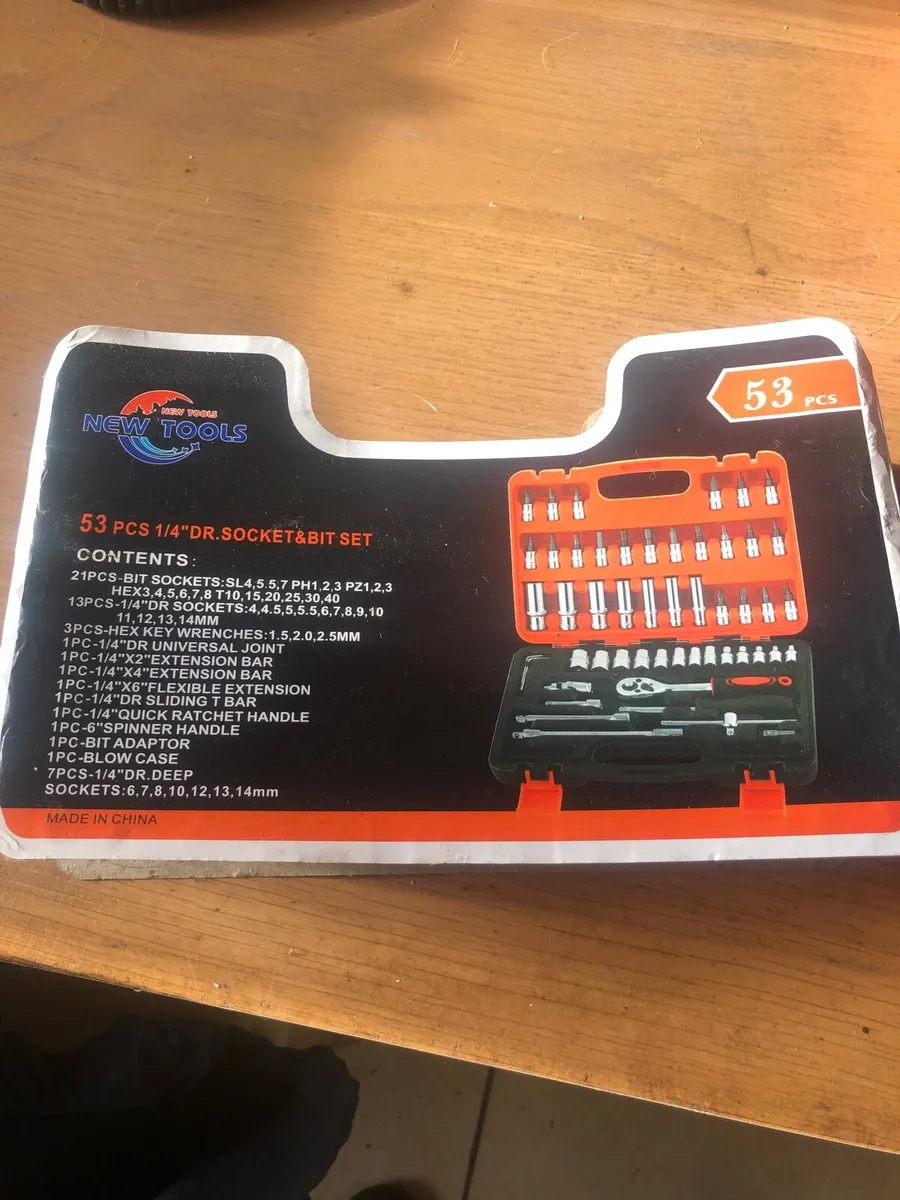 NEW TOOLS
NEW TOOLS
53 PCS
53 PCS 1/4"DR.SOCKET&BIT SET
CONTENTS:
21PCS-BIT SOCKETS:SL4,5.5,7 PH1,2,3 PZ1,2,3
HEX3,4,5,6,7,8 T10,15,20,25,30,40
13PCS-1/4"DR SOCKETS:4,4.5,5,5.5,6,7,8,9,10
11,12,13,14MM
3PCS-HEX KEY WRENCHES:1.5,2.0,2.5MM
1PC-1/4"DR UNIVERSAL JOINT
1PC-1/4"X2"EXTENSION BAR
1PC-1/4"X4"EXTENSION BAR
1PC-1/4"X6"FLEXIBLE EXTENSION
1PC-1/4"DR SLIDING T BAR
1PC-1/4"QUICK RATCHET HANDLE
1PC-6"SPINNER HANDLE
1PC-BIT ADAPTOR
1PC-BLOW CASE
7PCS-1/4"DR.DEEP
SOCKETS:6,7,8,10,12,13,14mm
MADE IN CHINA